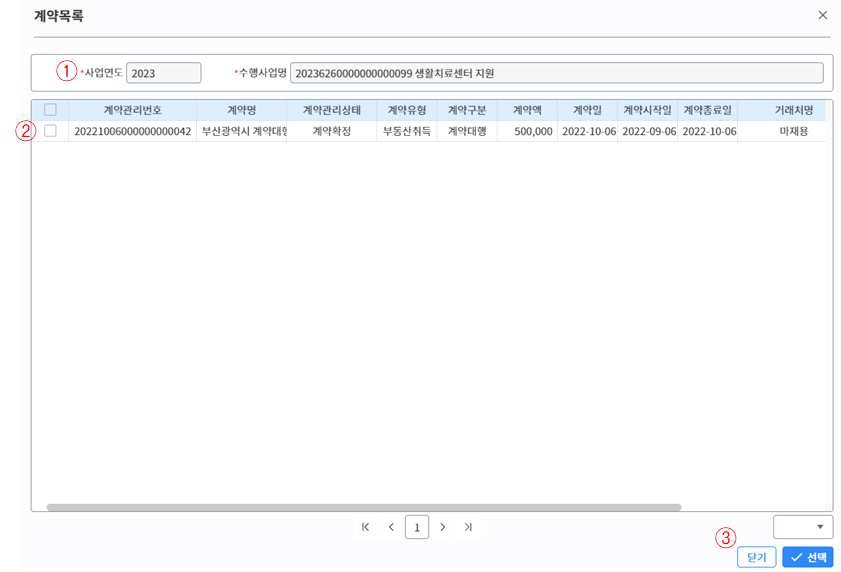 계약목록
① *사업연도 2023 *수행사업명 20236260000000000099 생활치료센터 지원
계약관리번호 계약명 계약관리상태 계약유형 계약구분 계약액 계약일 계약시작일 계약종료일 거래처명
② 20221006000000000042 부산광역시 계약대행 계약확정 부동산취득 계약대행 500,000 2022-10-06 2022-09-06 2022-10-06 마재용
1
③
닫기 선택